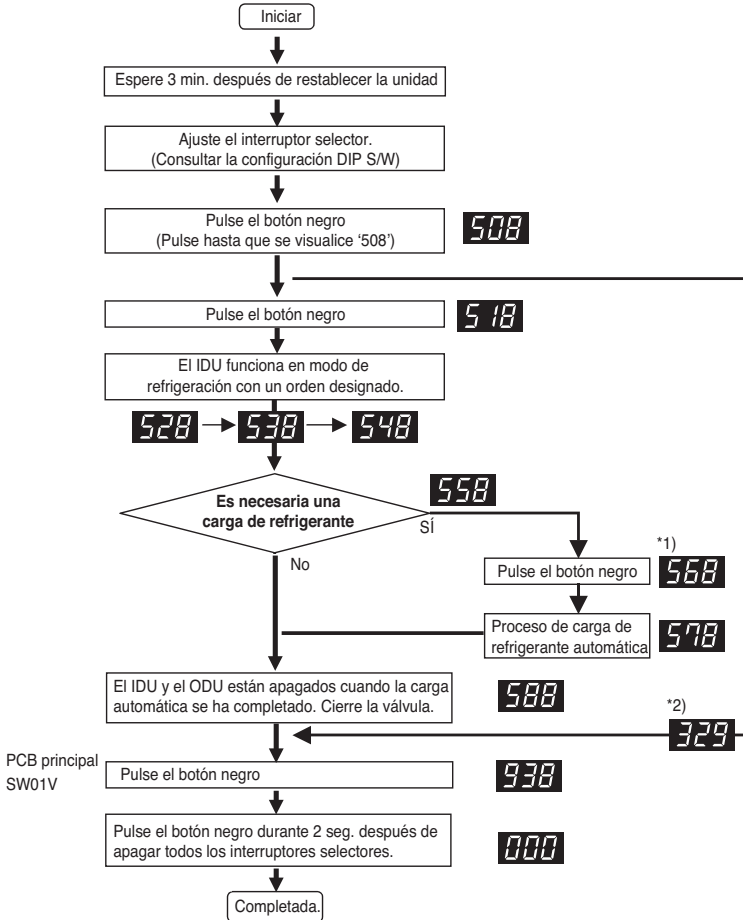 Iniciar
Espere 3 min. después de restablecer la unidad
Ajuste el interruptor selector.
(Consultar la configuración DIP S/W)
Pulse el botón negro
(Pulse hasta que se visualice ‘508’)
508
Pulse el botón negro
518
El IDU funciona en modo de
refrigeración con un orden designado.
528 538 548
Es necesaria una
carga de refrigerante
558
SÍ
No
*1)
Pulse el botón negro
568
Proceso de carga de
refrigerante automática
578
El IDU y el ODU están apagados cuando la carga
automática se ha completado. Cierre la válvula.
588
*2)
329
PCB principal
SW01V
Pulse el botón negro
938
Pulse el botón negro durante 2 seg. después de
apagar todos los interruptores selectores.
000
Completada.